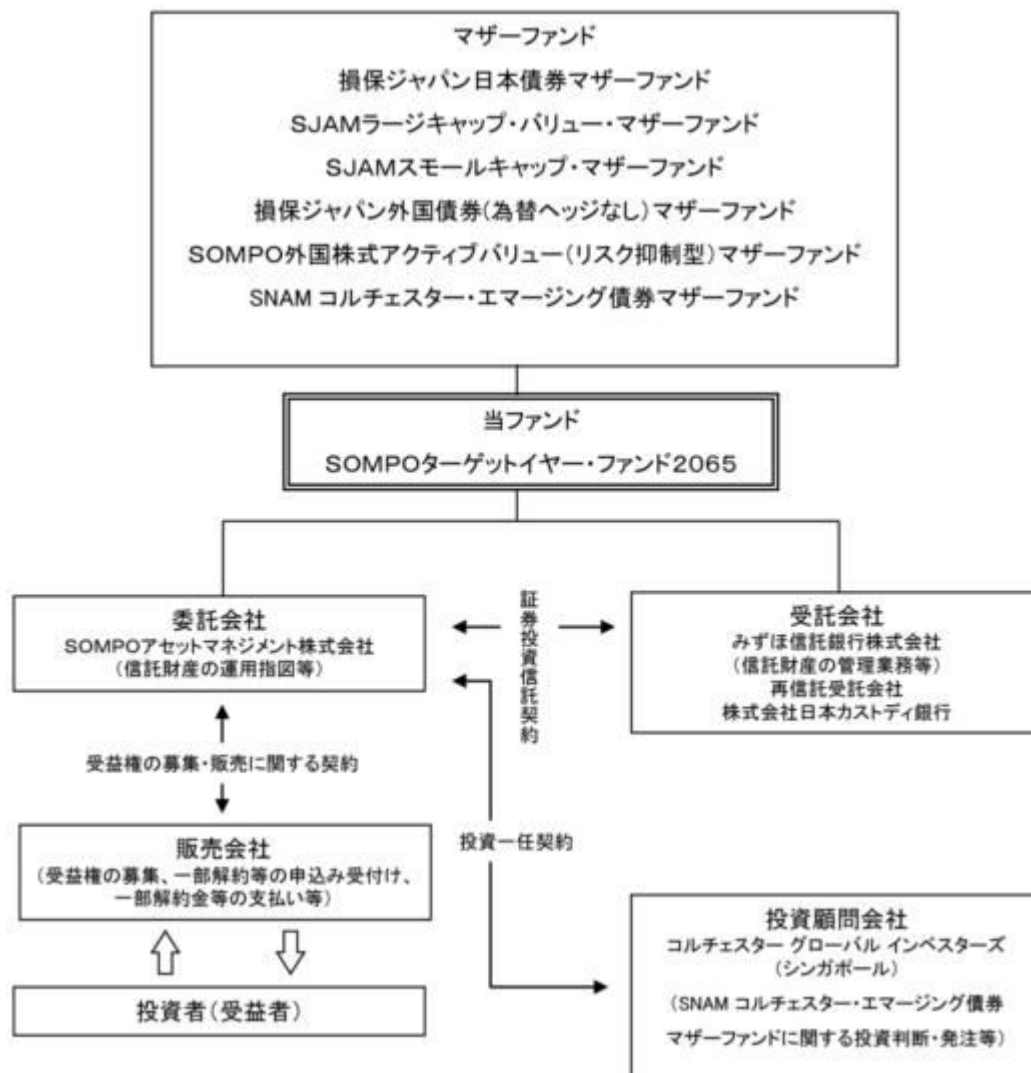 マザーファンド
損保ジャパン日本債券マザーファンド
SJAMラージキャップ・バリュー・マザーファンド
SJAMスモールキャップ・マザーファンド
損保ジャパン外国債券(為替ヘッジなし)マザーファンド
SOMPO外国株式アクティブバリュー(リスク抑制型)マザーファンド
SNAM コルチェスター・エマージング債券マザーファンド
当ファンド
SOMPOターゲットイヤー・ファンド2065
委託会社
SOMPOアセットマネジメント株式会社
(信託財産の運用指図等)
証券投資信託契約
受託会社
みずほ信託銀行株式会社
(信託財産の管理業務等)
再信託受託会社
株式会社日本カストディ銀行
受益権の募集・販売に関する契約
投資一任契約
販売会社
(受益権の募集、一部解約等の申込み受付け、
一部解約金等の支払い等)
投資者(受益者)
投資顧問会社
コルチェスター グローバル インベスターズ
(シンガポール)
(SNAM コルチェスター・エマージング債券
マザーファンドに関する投資判断・発注等)